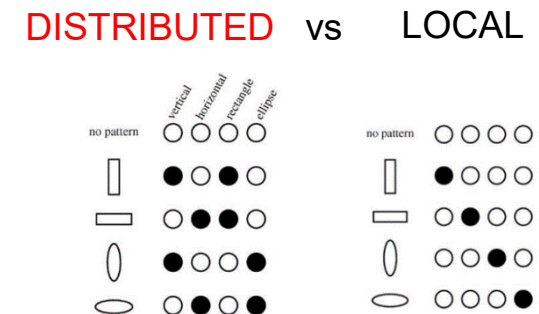 DISTRIBUTED vs LOCAL
vertical
horizontal
rectangle
ellipse
no pattern
no pattern